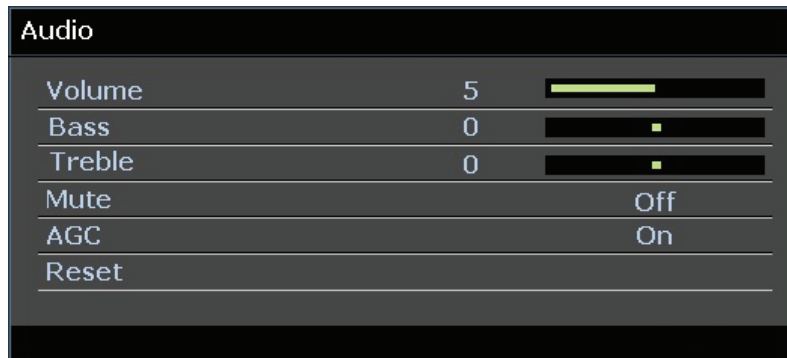 Audio
Volume 5
Bass 0
Treble 0
Mute Off
AGC On
Reset